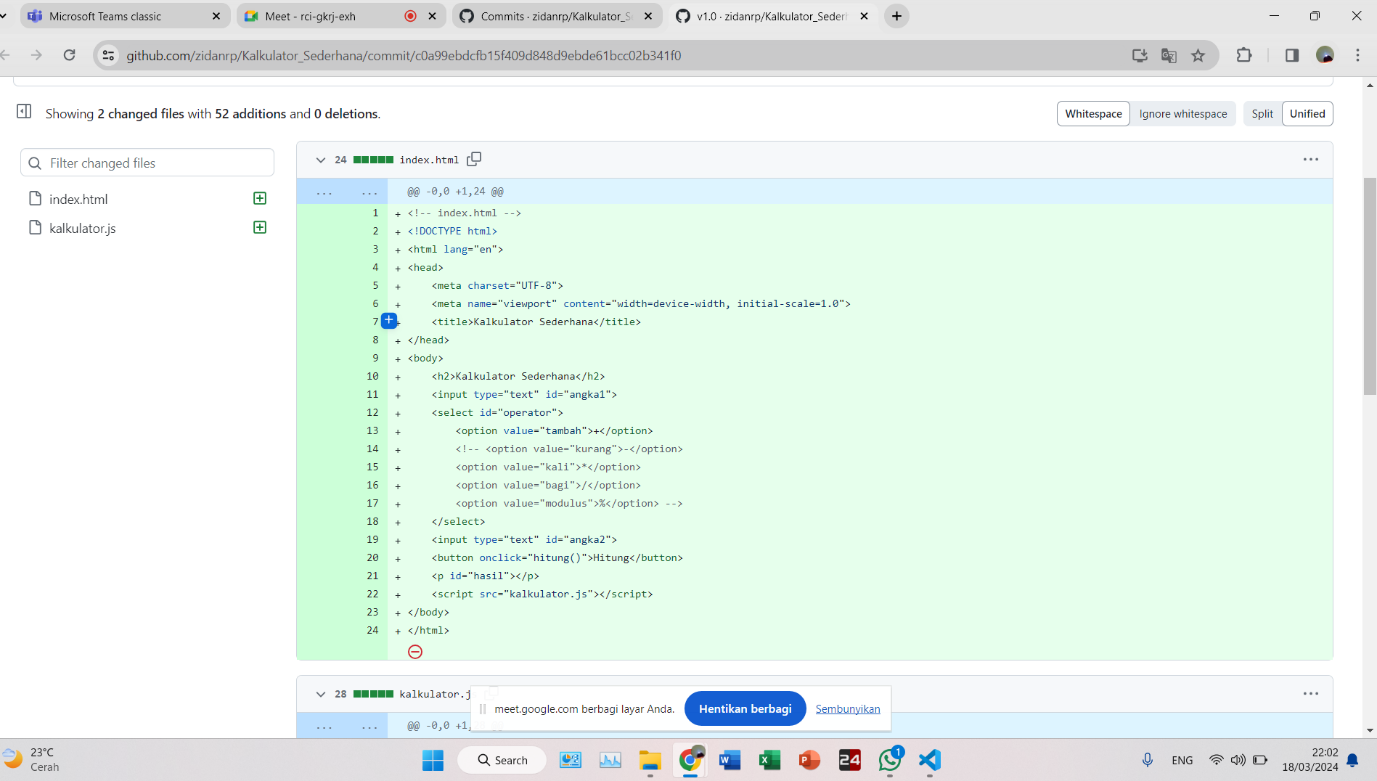 Microsoft Teams classic
Meet - rci-gkrj-exh
Commits · zidanrp/Kalkulator_S
v1.0 · zidanrp/Kalkulator_Seder
github.com/zidanrp/Kalkulator_Sederhana/commit/c0a99ebdcfb15f409d848d9ebde61bcc02b341f0
Showing 2 changed files with 52 additions and 0 deletions.
Whitespace Ignore whitespace Split Unified
Filter changed files
index.html
kalkulator.js
24 index.html
... ... @@ -0,0 +1,24 @@
1 + <!-- index.html -->
2 + <!DOCTYPE html>
3 + <html lang="en">
4 + <head>
5 + <meta charset="UTF-8">
6 + <meta name="viewport" content="width=device-width, initial-scale=1.0">
7 + <title>Kalkulator Sederhana</title>
8 + </head>
9 + <body>
10 + <h2>Kalkulator Sederhana</h2>
11 + <input type="text" id="angka1">
12 + <select id="operator">
13 + <option value="tambah">+</option>
14 + <!-- <option value="kurang">-</option>
15 + <option value="kali">*</option>
16 + <option value="bagi">/</option>
17 + <option value="modulus">%</option> -->
18 + </select>
19 + <input type="text" id="angka2">
20 + <button onclick="hitung()">Hitung</button>
21 + <p id="hasil"></p>
22 + <script src="kalkulator.js"></script>
23 + </body>
24 + </html>
28 kalkulator.j
... ... @@ -0,0 +1,
meet.google.com berbagi layar Anda. Hentikan berbagi Sembunyikan
23°C
Cerah
Search
24
1
ENG
22:02
18/03/2024